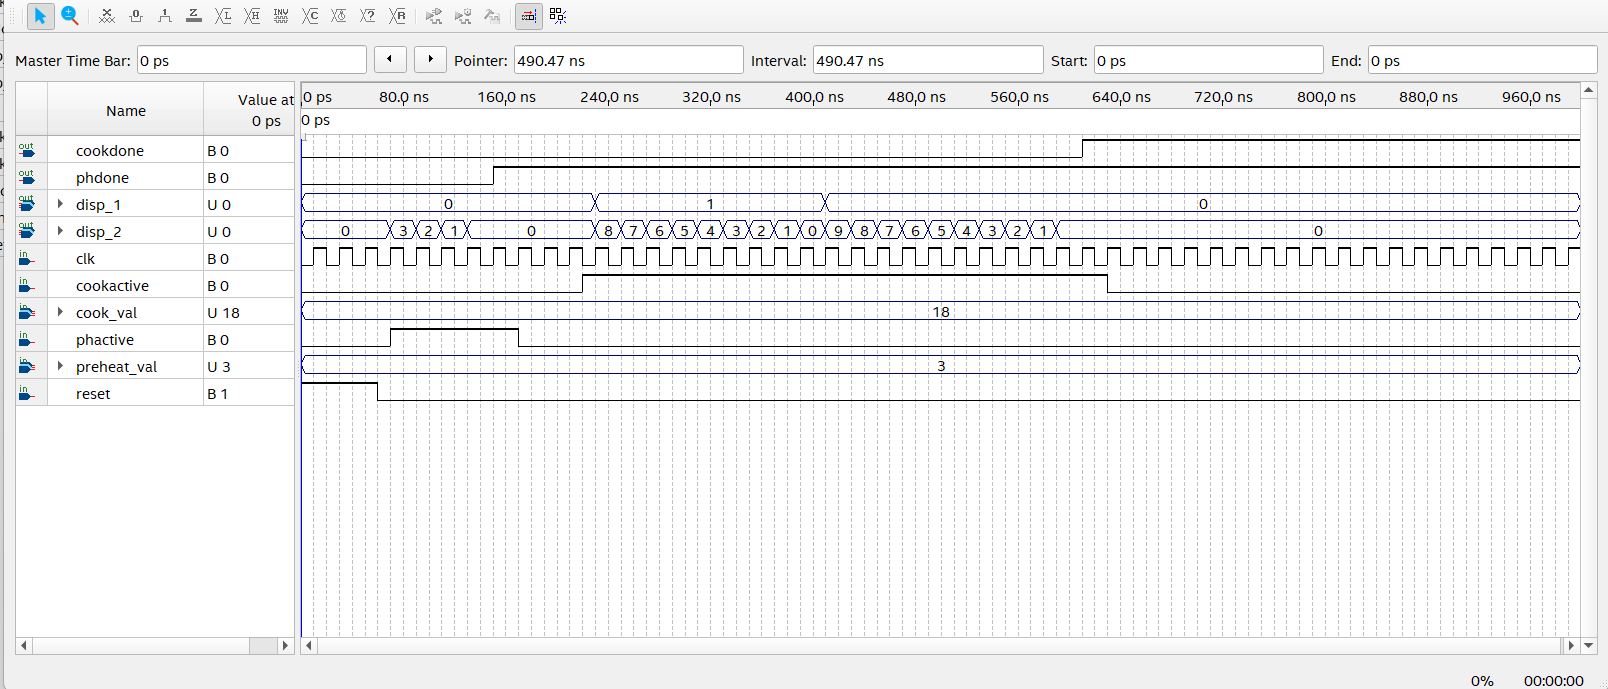 Master Time Bar: 0 ps Pointer: 490.47 ns Interval: 490.47 ns Start: 0 ps End: 0 ps
Name Value at 0 ps
0 ps 80.0 ns 160.0 ns 240.0 ns 320.0 ns 400.0 ns 480.0 ns 560.0 ns 640.0 ns 720.0 ns 800.0 ns 880.0 ns 960.0 ns
0 ps
out cookdone B 0
out phdone B 0
out disp_1 U 0 0 1 0
out disp_2 U 0 0 3 2 1 0 8 7 6 5 4 3 2 1 0 9 8 7 6 5 4 3 2 1 0
in clk B 0
in cookactive B 0
in cook_val U 18 18
in phactive B 0
in preheat_val U 3 3
in reset B 1
0% 00:00:00